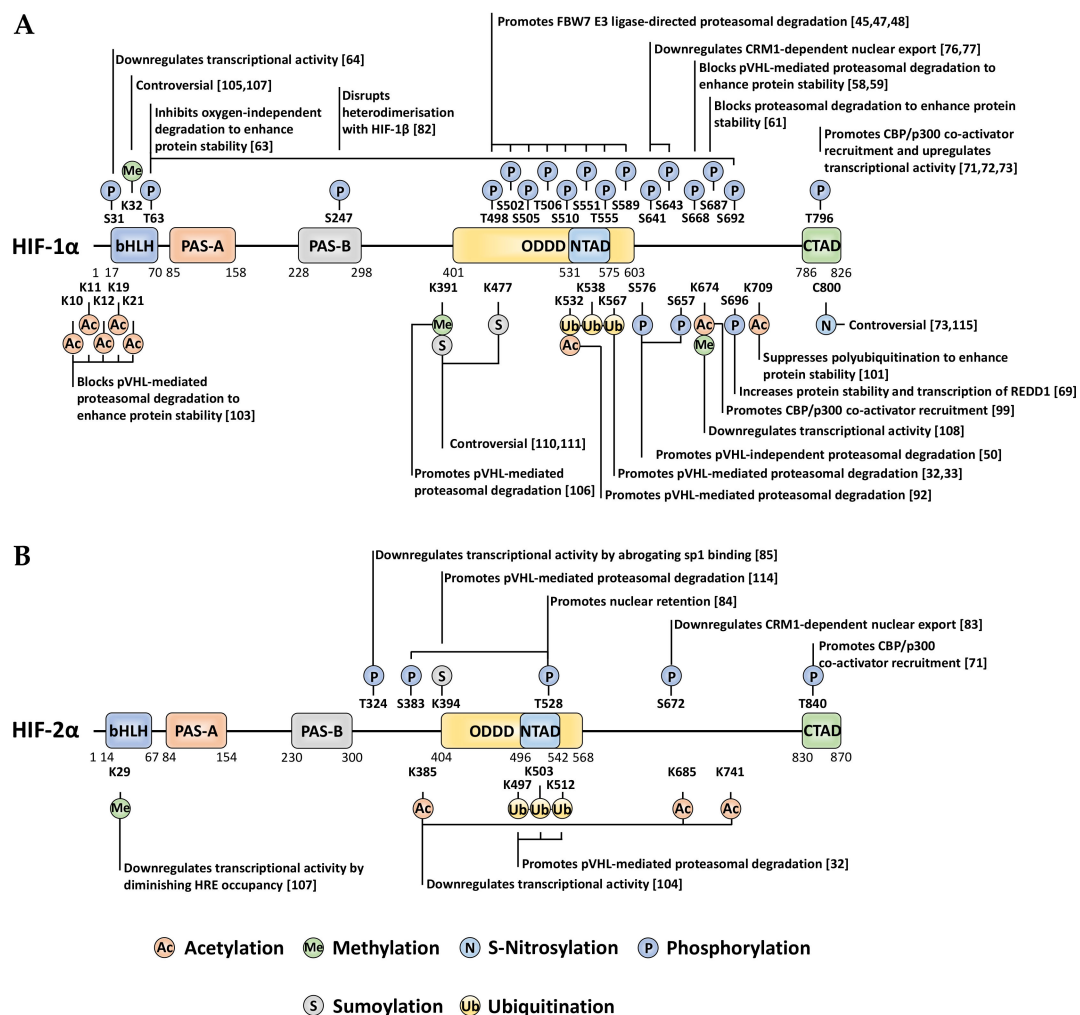 A
Promotes FBW7 E3 ligase-directed proteasomal degradation [45,47,48]
Downregulates transcriptional activity [64]
Downregulates CRM1-dependent nuclear export [76,77]
Controversial [105,107]
Disrupts
heterodimerisation
with HIF-1β [82]
Blocks pVHL-mediated proteasomal degradation to
enhance protein stability [58,59]
Inhibits oxygen-independent
degradation to enhance
protein stability [63]
Blocks proteasomal degradation to enhance protein
stability [61]
Promotes CBP/p300 co-activator
recruitment and upregulates
transcriptional activity [71,72,73]
Me
P P P P P P P
P K32 P P P P P P P P P P
S502 T506 S551 S589 S643 S687
S31 T63 S247 T498 S505 S510 T555 S641 S668 S692 T796
HIF-1α bHLH PAS-A PAS-B ODDD NTAD CTAD
1 17 70 85 158 228 298 401 531 575 603 786 826
K11 K19 K391 K477 K538 S576 K674 K709 C800
K10 K12 K21 K532 K567 S657 S696
Ac Ac Me S Ub Ub Ub P P Ac P Ac N Controversial [73,115]
Ac Ac Ac S Ac Me
Suppresses polyubiquitination to enhance
protein stability [101]
Blocks pVHL-mediated
proteasomal degradation to
enhance protein stability [103]
Increases protein stability and transcription of REDD1 [69]
Promotes CBP/p300 co-activator recruitment [99]
Downregulates transcriptional activity [108]
Controversial [110,111]
Promotes pVHL-independent proteasomal degradation [50]
Promotes pVHL-mediated
proteasomal degradation [106]
Promotes pVHL-mediated proteasomal degradation [32,33]
Promotes pVHL-mediated proteasomal degradation [92]
B
Downregulates transcriptional activity by abrogating sp1 binding [85]
Promotes pVHL-mediated proteasomal degradation [114]
Promotes nuclear retention [84]
Downregulates CRM1-dependent nuclear export [83]
Promotes CBP/p300
co-activator recruitment [71]
P P S P P P
T324 S383 K394 T528 S672 T840
HIF-2α bHLH PAS-A PAS-B ODDD NTAD CTAD
1 14 67 84 154 230 300 404 496 542 568 830 870
K29 K385 K503 K685 K741
K497 K512
Me Ac Ub Ub Ub Ac Ac
Downregulates transcriptional activity by
diminishing HRE occupancy [107]
Promotes pVHL-mediated proteasomal degradation [32]
Downregulates transcriptional activity [104]
Ac Acetylation Me Methylation N S-Nitrosylation P Phosphorylation
S Sumoylation Ub Ubiquitination